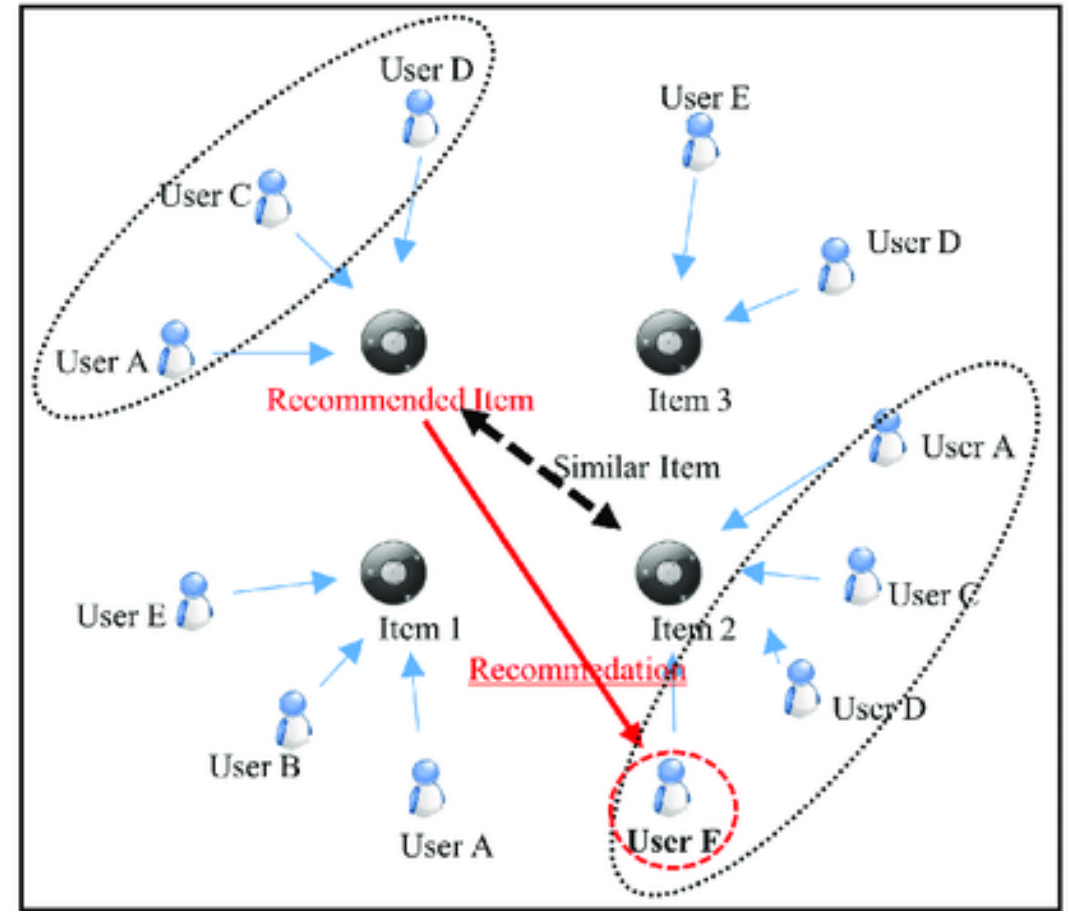 User D
User E
User C
User D
User A
Recommended Item
Item 3
User A
Similar Item
User E
Item 1
Item 2
User C
Recommedation
User D
User B
User A
User F